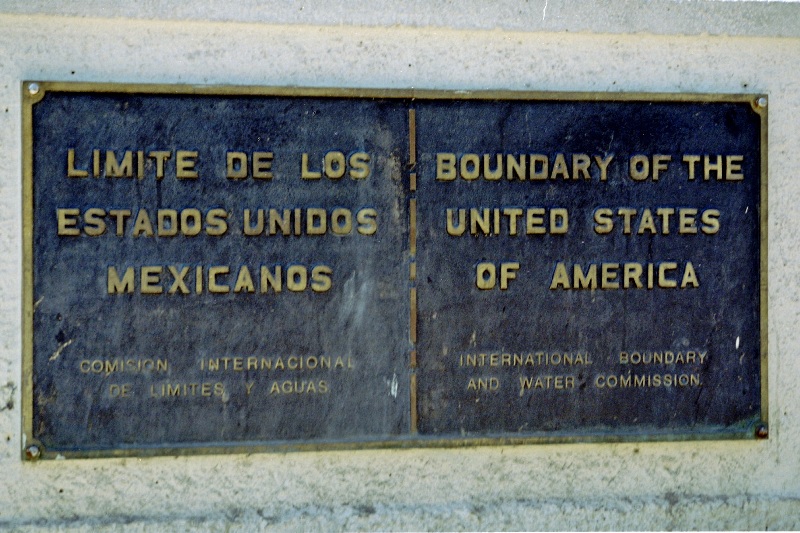 LIMITE DE LOS
ESTADOS UNIDOS
MEXICANOS
COMISION INTERNACIONAL
DE LIMITES Y AGUAS
BOUNDARY OF THE
UNITED STATES
OF AMERICA
INTERNATIONAL BOUNDARY
AND WATER COMMISSION.